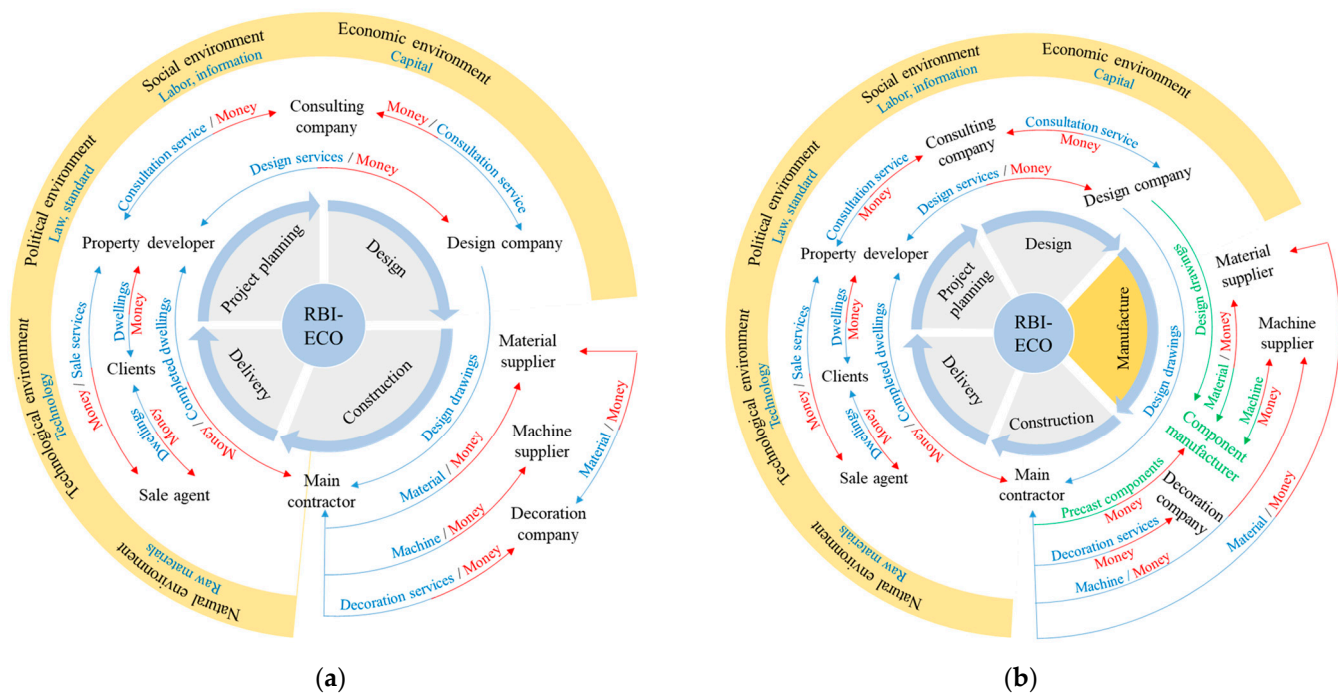 Economic environment
Capital
Social environment
Labor, information
Political environment
Law, standard
Technological environment
Technology
Natural environment
Raw materials
Consulting
company
Consultation service / Money
Money / Consultation service
Design services / Money
Property developer
Design company
Project planning
Design
Construction
Delivery
RBI-
ECO
Money / Sale services
Dwellings
Money
Clients
Dwellings
Money
Money / Completed dwellings
Sale agent
Main
contractor
Design drawings
Material
supplier
Material / Money
Machine
supplier
Machine / Money
Material / Money
Decoration
company
Decoration services / Money
(a)
Economic environment
Capital
Social environment
Labor, information
Political environment
Law, standard
Technological environment
Technology
Natural environment
Raw materials
Consulting
company
Consultation service
Money
Consultation service
Money
Design services / Money
Design company
Property developer
Project
planning
Design
Manufacture
Construction
Delivery
RBI-
ECO
Money / Sale services
Dwellings
Money
Clients
Dwellings
Money
Money / Completed dwellings
Sale agent
Main
contractor
Design drawings
Design drawings
Material
supplier
Material / Money
Machine
supplier
Machine
Money
Component
manufacturer
Precast components
Money
Decoration
company
Decoration services
Money
Machine / Money
Material / Money
(b)